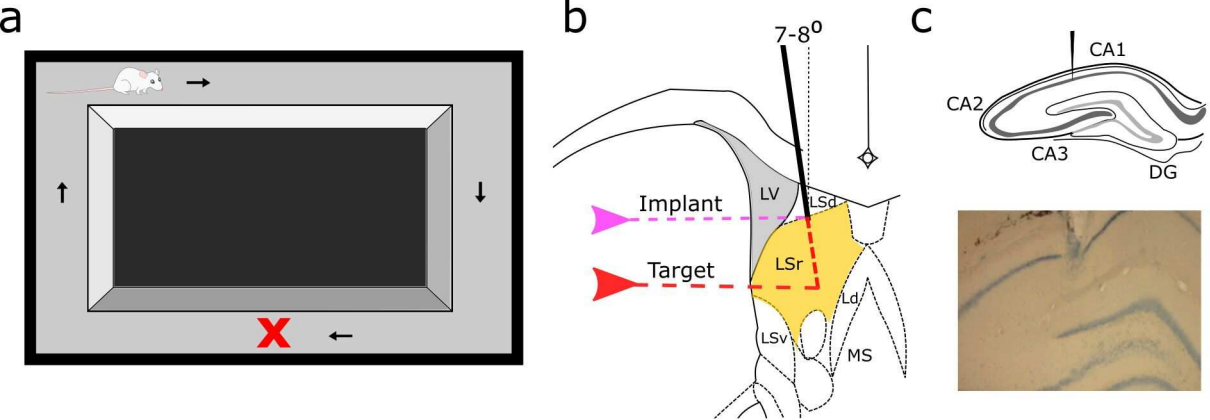 a
X
b
7-8⁰
LV
LSd
Implant
LSr
Target
Ld
LSv
MS
c
CA1
CA2
CA3
DG